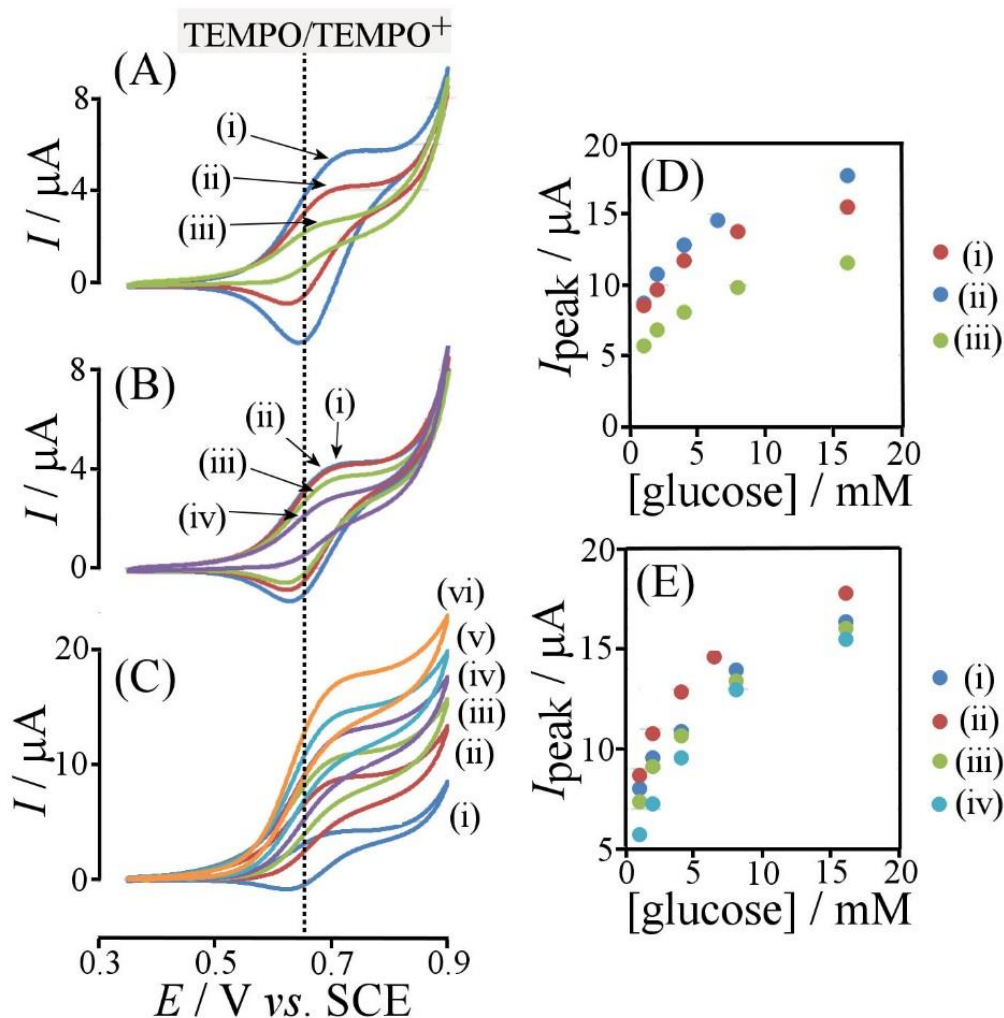 TEMPO/TEMPO⁺
(A)
8
4
0
I / μA
(i)
(ii)
(iii)
(B)
8
4
0
I / μA
(i)
(ii)
(iii)
(iv)
(C)
20
10
0
I / μA
(vi)
(v)
(iv)
(iii)
(ii)
(i)
0.3 0.5 0.7 0.9
E / V vs. SCE
(D)
20
15
10
5
0
Ipeak / μA
0 5 10 15 20
[glucose] / mM
(i)
(ii)
(iii)
(E)
20
15
10
5
Ipeak / μA
0 5 10 15 20
[glucose] / mM
(i)
(ii)
(iii)
(iv)